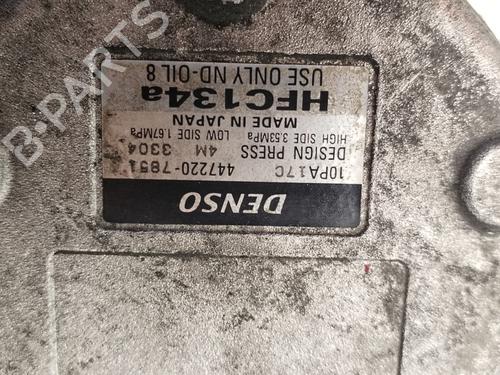 DENSO
10PA17C 447220-7851
4M 3304
DESIGN PRESS
HIGH SIDE 3.53MPa LOW SIDE 1.67MPa
MADE IN JAPAN
HFC134a
USE ONLY ND-OIL 8
B-PARTS